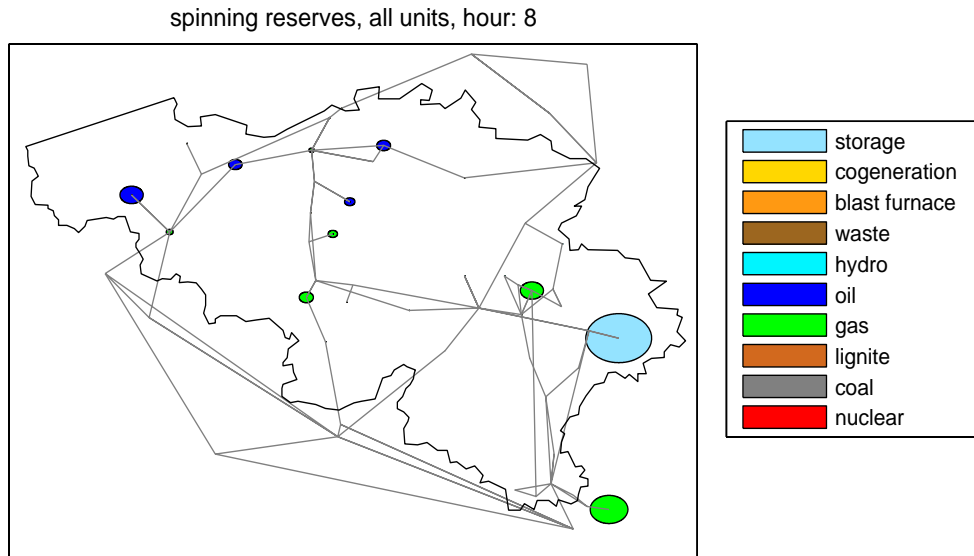 spinning reserves, all units, hour: 8
storage
cogeneration
blast furnace
waste
hydro
oil
gas
lignite
coal
nuclear